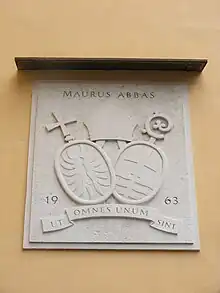 MAURUS ABBAS
19 63
UT OMNES UNUM SINT